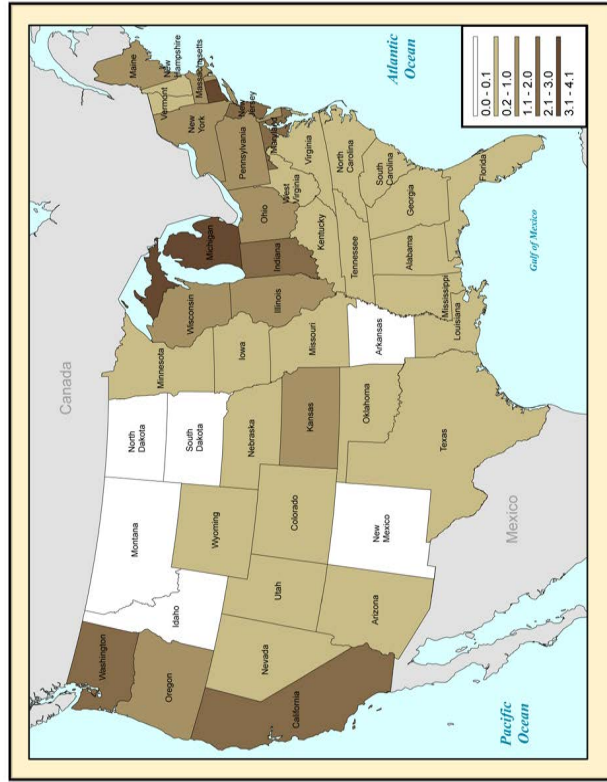 Canada
Washington
Oregon
California
Nevada
Idaho
Montana
Wyoming
Utah
Arizona
Colorado
New
Mexico
North
Dakota
South
Dakota
Nebraska
Kansas
Oklahoma
Texas
Minnesota
Iowa
Missouri
Arkansas
Louisiana
Wisconsin
Illinois
Mississippi
Michigan
Indiana
Ohio
Kentucky
Tennessee
Alabama
Georgia
Florida
South
Carolina
North
Carolina
Virginia
West
Virginia
Maryland
Pennsylvania
New
Jersey
New
York
Vermont
New
Hampshire
Maine
Massachusetts
Pacific
Ocean
Mexico
Gulf of Mexico
Atlantic
Ocean
0.0 - 0.1
0.2 - 1.0
1.1 - 2.0
2.1 - 3.0
3.1 - 4.1